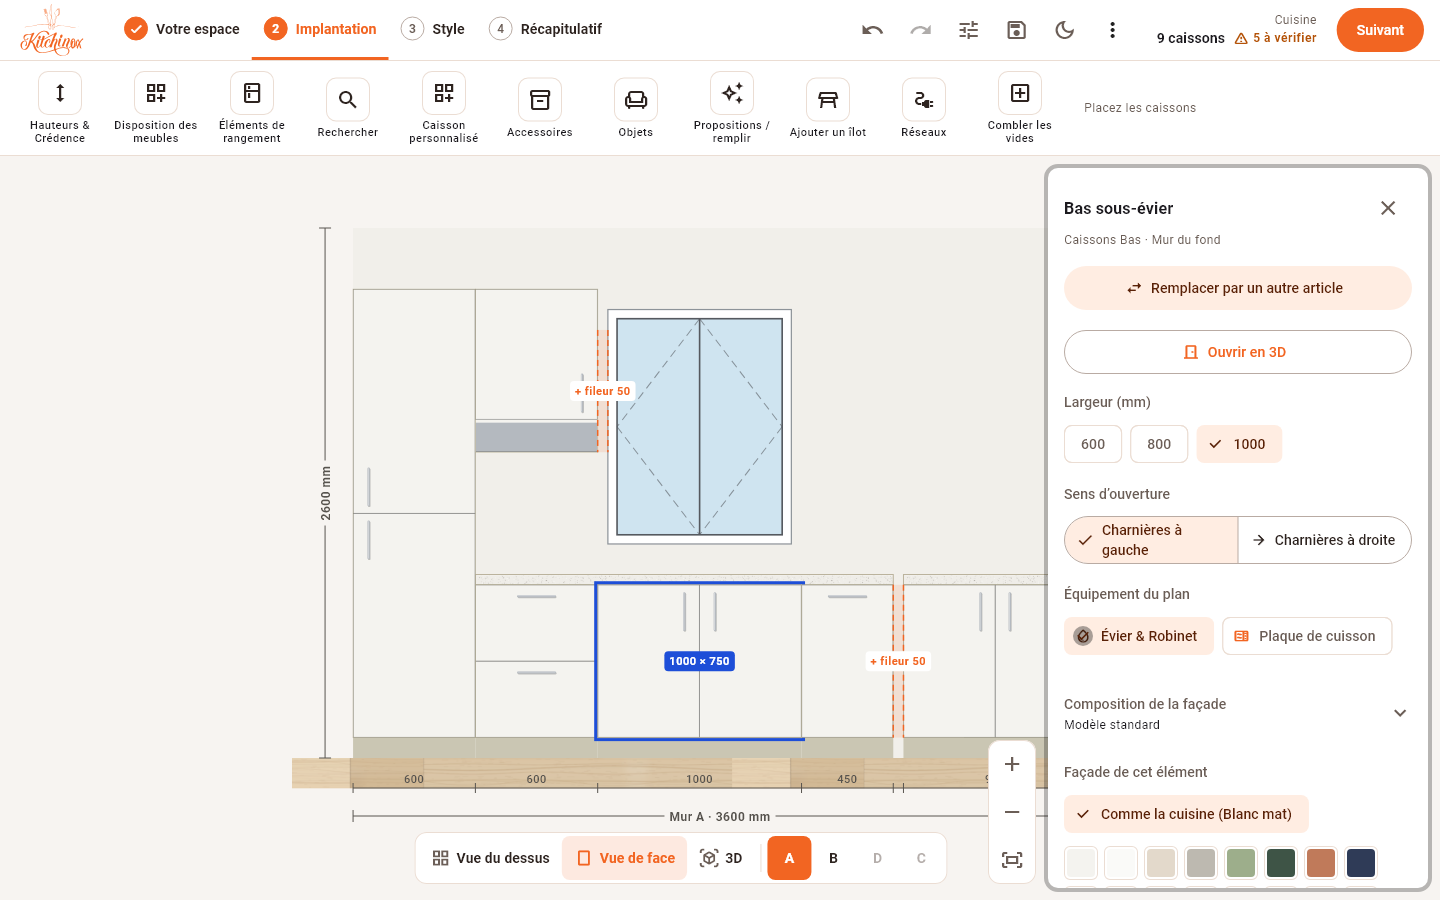 Kitchinox
Votre espace
2
Implantation
3
Style
4
Récapitulatif
Cuisine
9 caissons
5 à vérifier
Suivant
Hauteurs &
Crédence
Disposition des
meubles
Éléments de
rangement
Rechercher
Caisson
personnalisé
Accessoires
Objets
Propositions /
remplir
Ajouter un îlot
Réseaux
Combler les
vides
Placez les caissons
2600 mm
+ fileur 50
1000 × 750
+ fileur 50
600
600
1000
450
Mur A · 3600 mm
Vue du dessus
Vue de face
3D
A
B
D
C
Bas sous-évier
Caissons Bas · Mur du fond
Remplacer par un autre article
Ouvrir en 3D
Largeur (mm)
600
800
1000
Sens d’ouverture
Charnières à
gauche
Charnières à droite
Équipement du plan
Évier & Robinet
Plaque de cuisson
Composition de la façade
Modèle standard
Façade de cet élément
Comme la cuisine (Blanc mat)